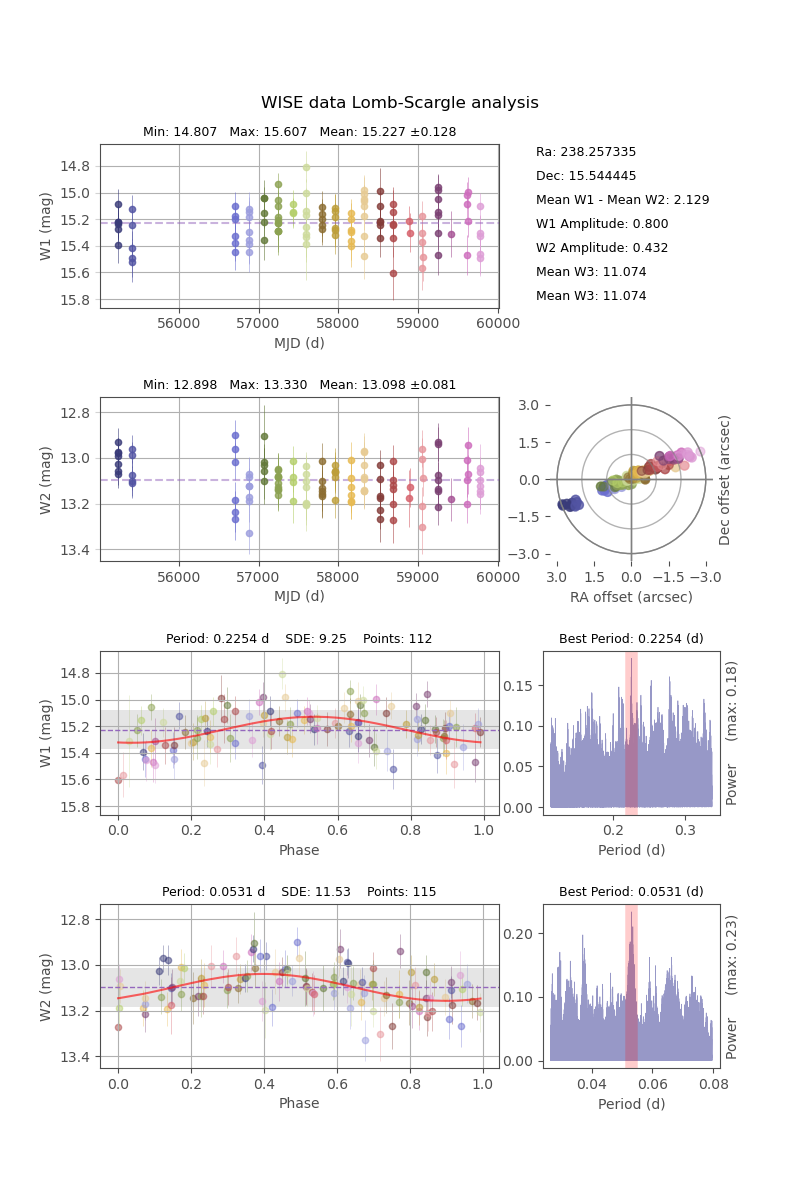 WISE data Lomb-Scargle analysis
Min: 14.807 Max: 15.607 Mean: 15.227 ±0.128
14.8
15.0
15.2
15.4
15.6
15.8
W1 (mag)
56000 57000 58000 59000 60000
MJD (d)
Ra: 238.257335
Dec: 15.544445
Mean W1 - Mean W2: 2.129
W1 Amplitude: 0.800
W2 Amplitude: 0.432
Mean W3: 11.074
Mean W3: 11.074
Min: 12.898 Max: 13.330 Mean: 13.098 ±0.081
12.8
13.0
13.2
13.4
W2 (mag)
56000 57000 58000 59000 60000
MJD (d)
3.0
1.5
0.0
−1.5
−3.0
Dec offset (arcsec)
3.0 1.5 0.0 −1.5 −3.0
RA offset (arcsec)
Period: 0.2254 d SDE: 9.25 Points: 112
14.8
15.0
15.2
15.4
15.6
15.8
W1 (mag)
0.0 0.2 0.4 0.6 0.8 1.0
Phase
Best Period: 0.2254 (d)
0.15
0.10
0.05
0.00
Power (max: 0.18)
0.2 0.3
Period (d)
Period: 0.0531 d SDE: 11.53 Points: 115
12.8
13.0
13.2
13.4
W2 (mag)
0.0 0.2 0.4 0.6 0.8 1.0
Phase
Best Period: 0.0531 (d)
0.20
0.10
0.00
Power (max: 0.23)
0.04 0.06 0.08
Period (d)